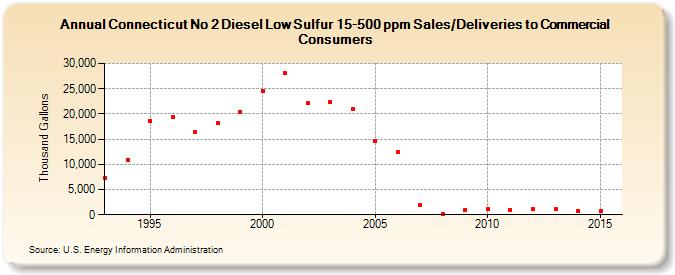 Annual Connecticut No 2 Diesel Low Sulfur 15-500 ppm Sales/Deliveries to Commercial
Consumers
Thousand Gallons
30,000
25,000
20,000
15,000
10,000
5,000
0
1995 2000 2005 2010 2015
Source: U.S. Energy Information Administration